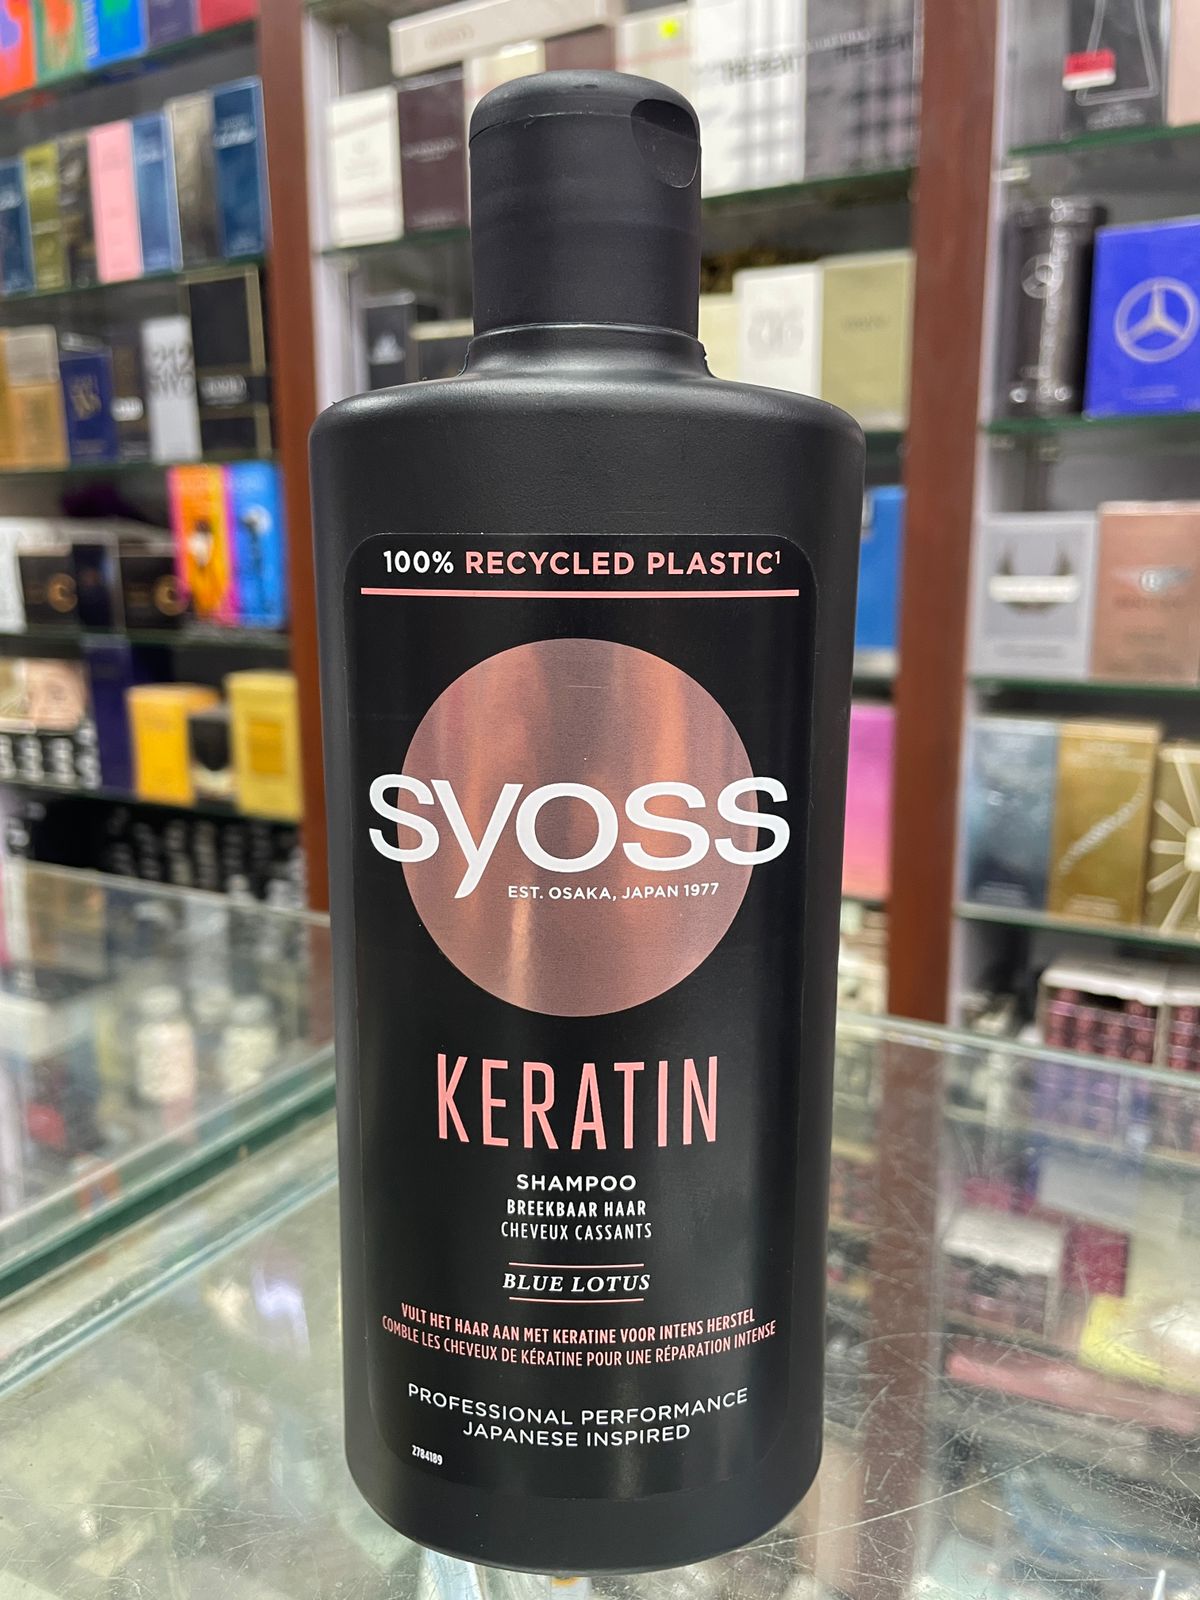 100% RECYCLED PLASTIC¹
syoss
EST. OSAKA, JAPAN 1977
KERATIN
SHAMPOO
BREEKBAAR HAAR
CHEVEUX CASSANTS
BLUE LOTUS
VULT HET HAAR AAN MET KERATINE VOOR INTENS HERSTEL
COMBLE LES CHEVEUX DE KÉRATINE POUR UNE RÉPARATION INTENSE
PROFESSIONAL PERFORMANCE
JAPANESE INSPIRED
2784189